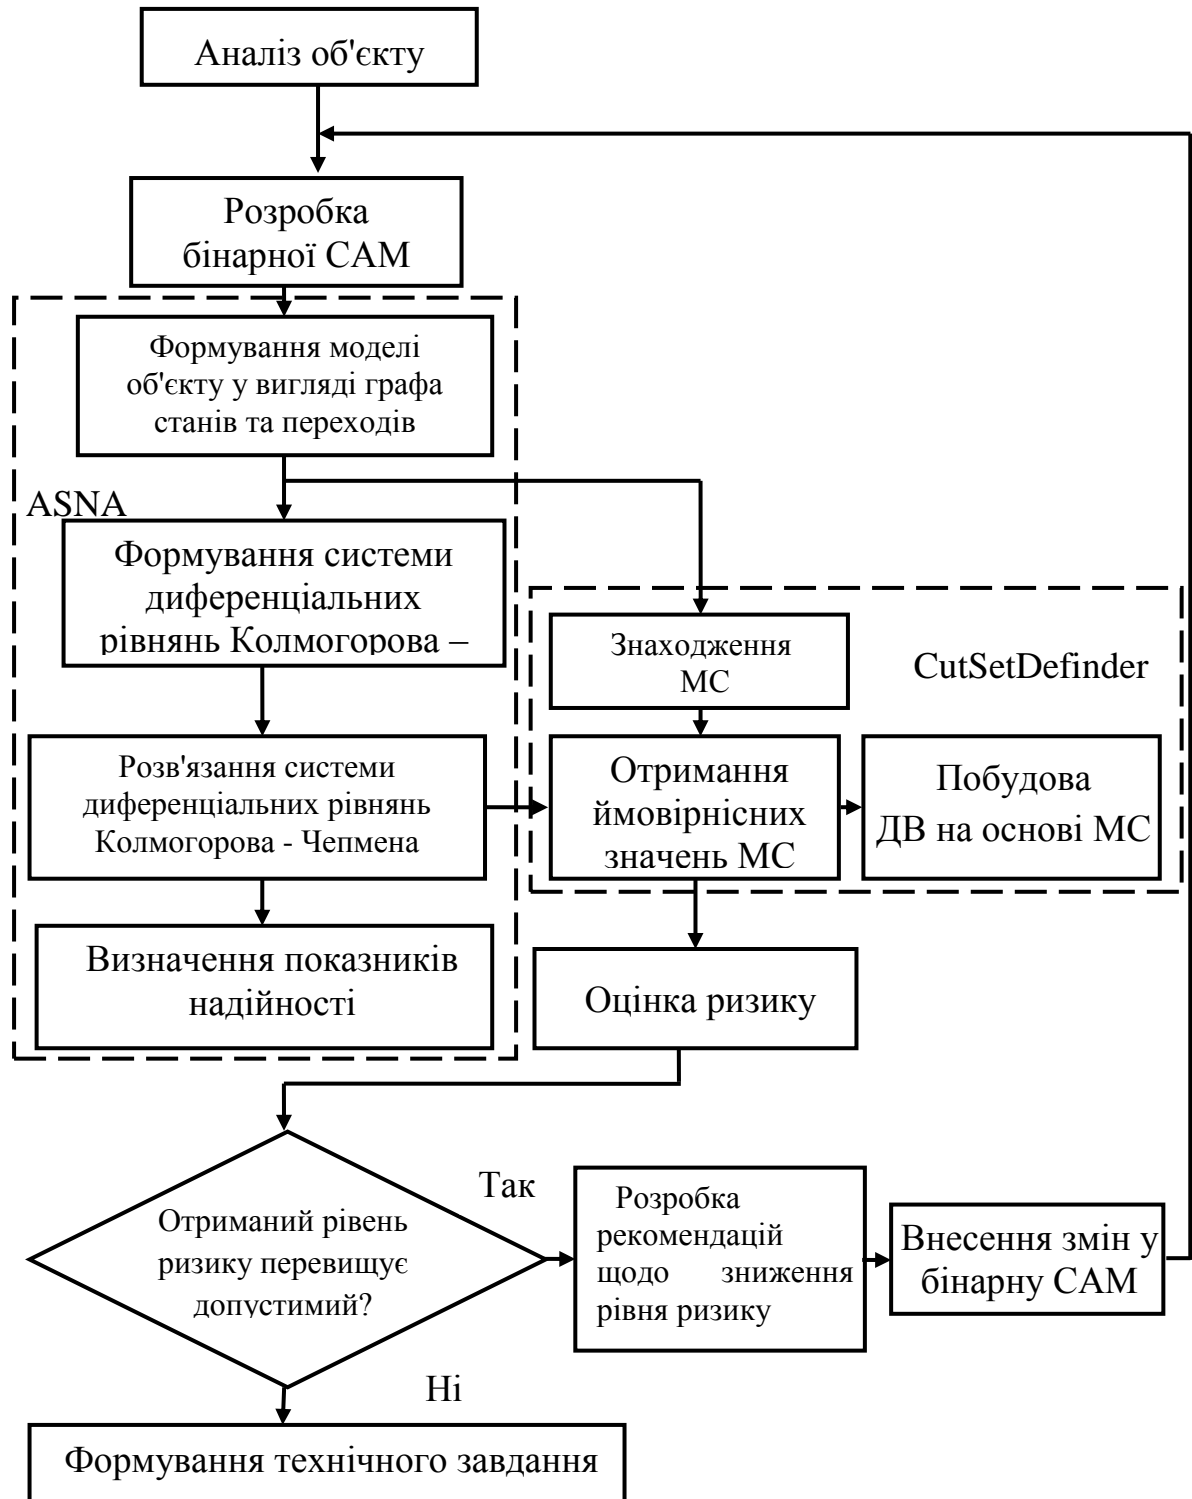 Аналіз об'єкту
Розробка
бінарної САМ
Формування моделі
об'єкту у вигляді графа
станів та переходів
ASNA
Формування системи
диференціальних
рівнянь Колмогорова –
Знаходження
МС
CutSetDefinder
Розв'язання системи
диференціальних рівнянь
Колмогорова - Чепмена
Отримання
ймовірнісних
значень МС
Побудова
ДВ на основі МС
Визначення показників
надійності
Оцінка ризику
Отриманий рівень
ризику перевищує
допустимий?
Так
Розробка
рекомендацій
щодо зниження
рівня ризику
Внесення змін у
бінарну САМ
Ні
Формування технічного завдання